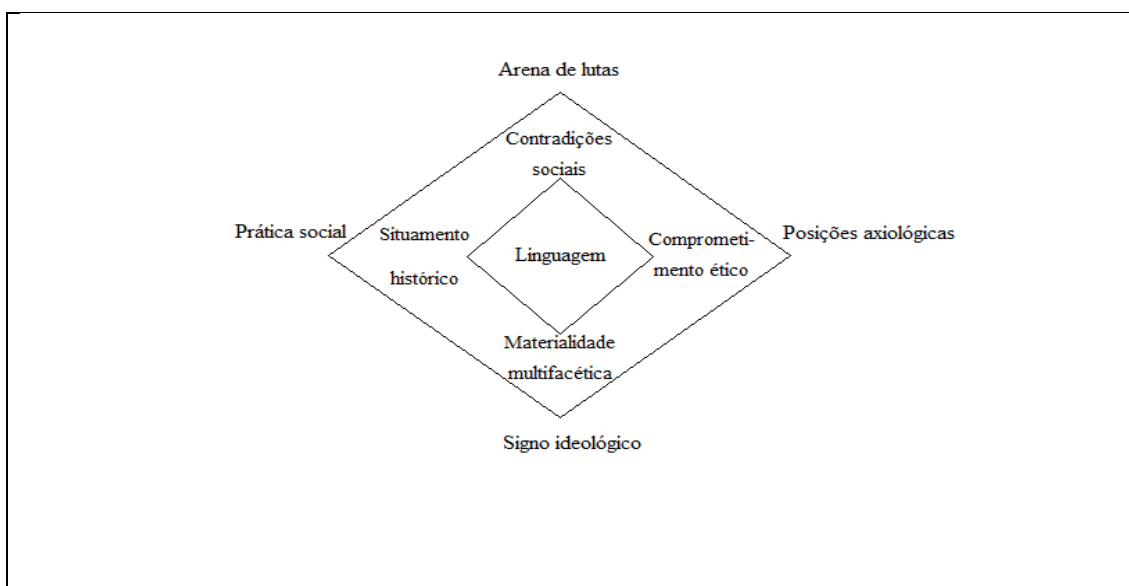 Arena de lutas
Contradições
sociais
Prática social
Situamento
histórico
Linguagem
Comprometi-
mento ético
Posições axiológicas
Materialidade
multifacética
Signo ideológico